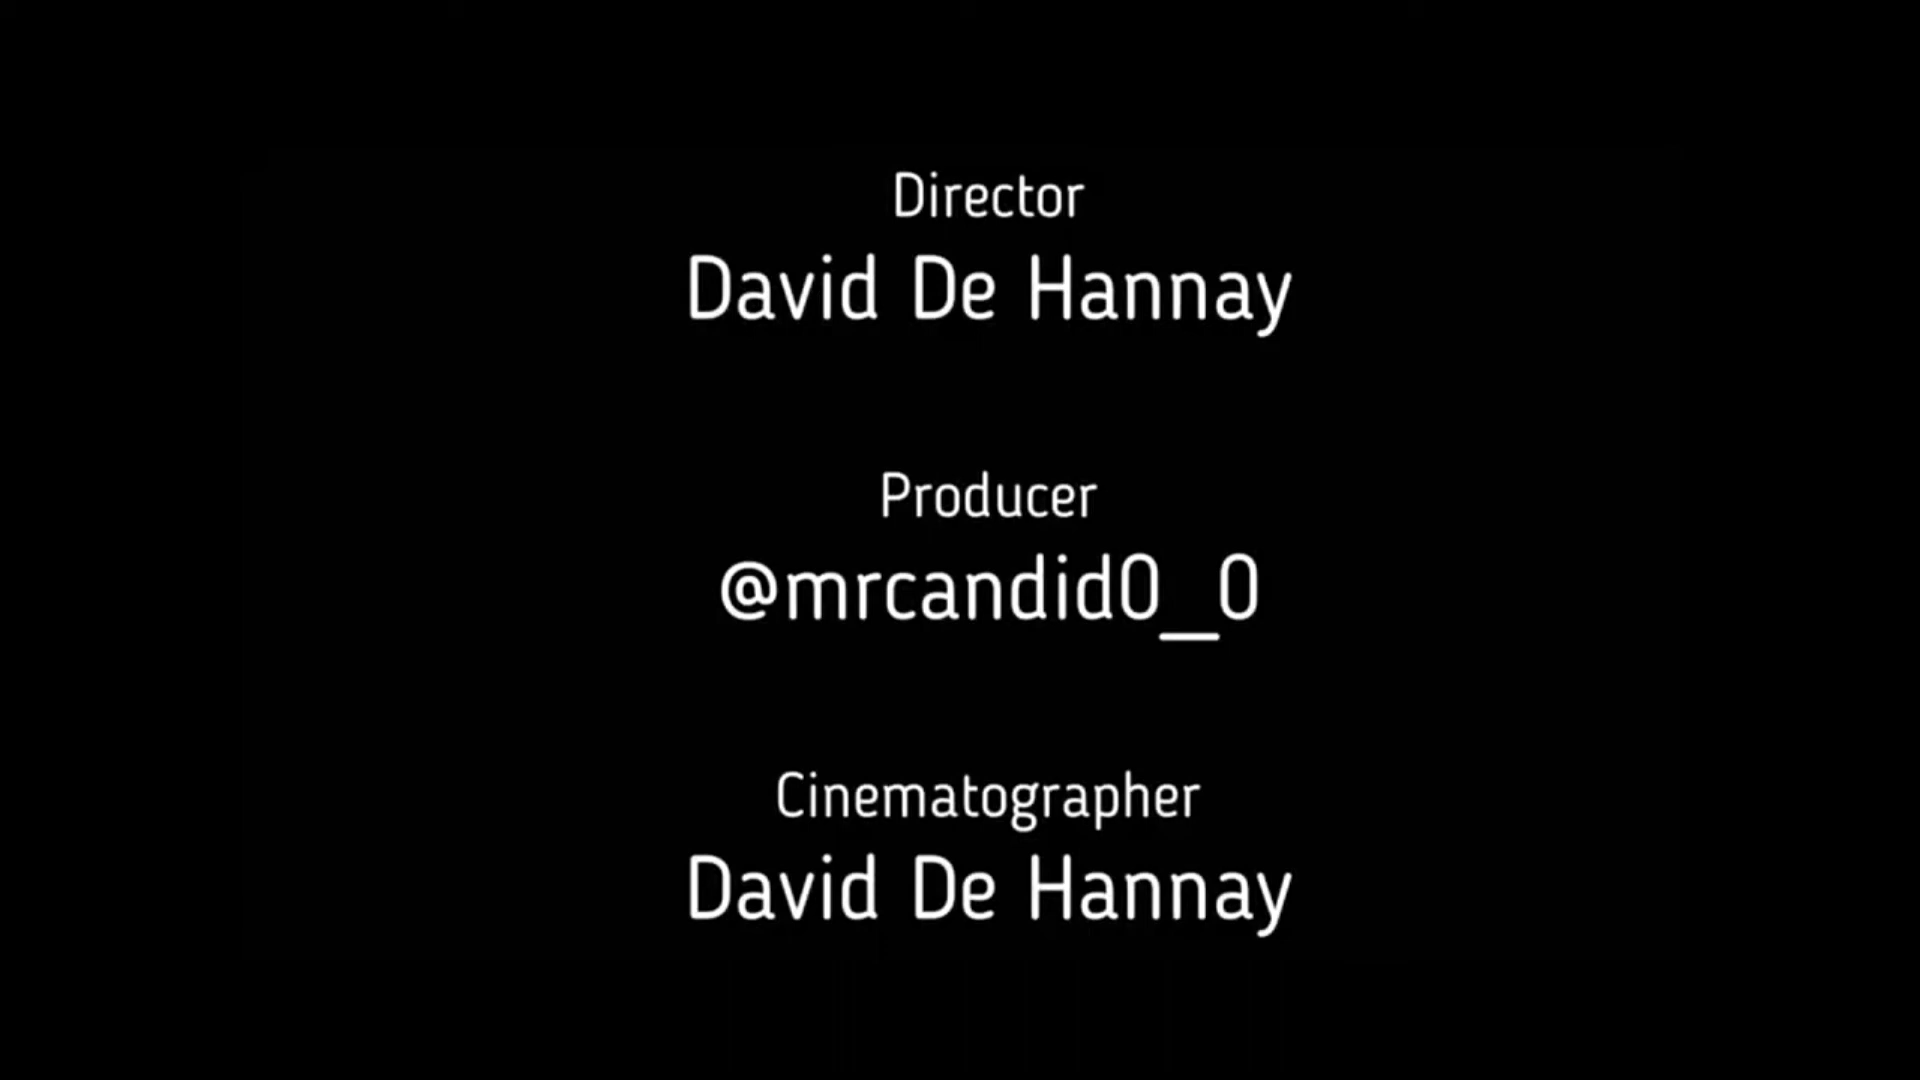 Director
David De Hannay
Producer
@mrcandid0_0
Cinematographer
David De Hannay